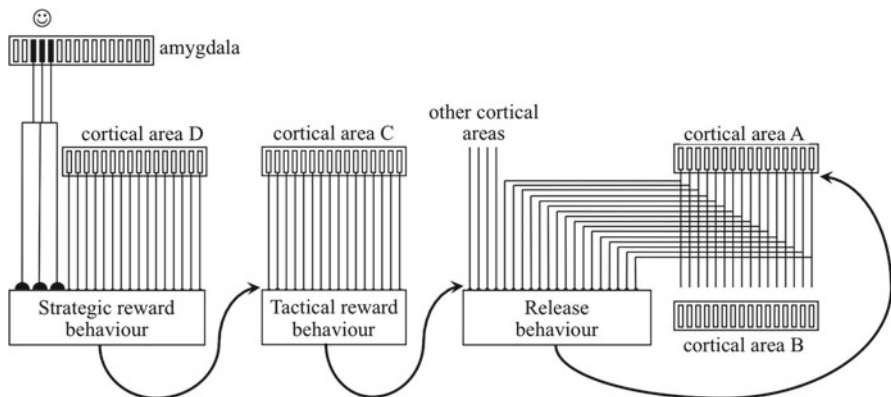 amygdala
cortical area D
cortical area C
other cortical
areas
cortical area A
Strategic reward
behaviour
Tactical reward
behaviour
Release
behaviour
cortical area B